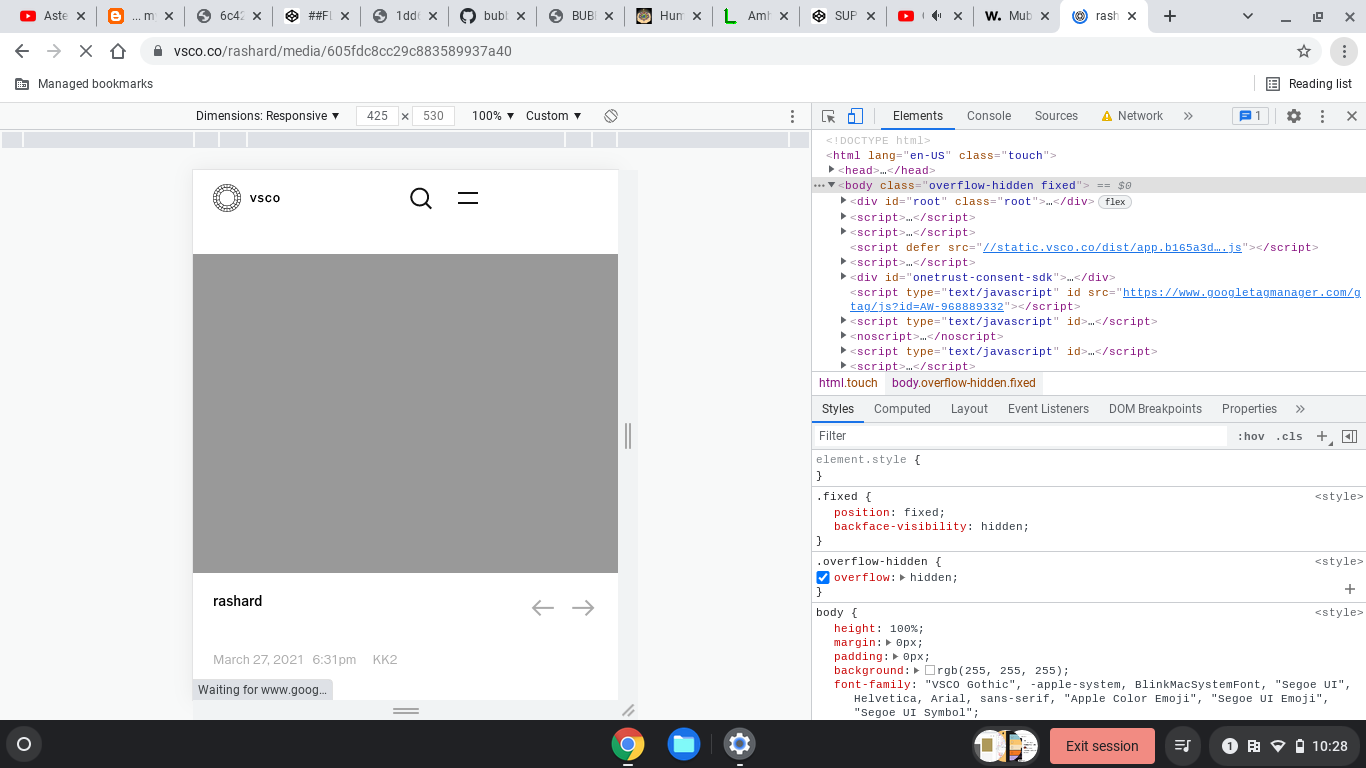 Aste
... my
6c42
##FL
1dd6
bubl
BUBI
Hum
Amh
SUP
Mub
rash
vsco.co/rashard/media/605fdc8cc29c883589937a40
Managed bookmarks
Reading list
Dimensions: Responsive ▼ 425 × 530 100% ▼ Custom ▼
Elements Console Sources Network » 1
vsco
rashard
March 27, 2021 6:31pm KK2
Waiting for www.goog...
<!DOCTYPE html>
<html lang="en-US" class="touch">
<head>…</head>
<body class="overflow-hidden fixed"> == $0
<div id="root" class="root">…</div> flex
<script>…</script>
<script>…</script>
<script defer src="//static.vsco.co/dist/app.b165a3d….js"></script>
<script>…</script>
<div id="onetrust-consent-sdk">…</div>
<script type="text/javascript" id src="https://www.googletagmanager.com/g
tag/js?id=AW-968889332"></script>
<script type="text/javascript" id>…</script>
<noscript>…</noscript>
<script type="text/javascript" id>…</script>
<script>…</script>
html.touch body.overflow-hidden.fixed
Styles Computed Layout Event Listeners DOM Breakpoints Properties »
Filter :hov .cls
element.style {
}
.fixed { <style>
position: fixed;
backface-visibility: hidden;
}
.overflow-hidden { <style>
overflow: hidden;
}
body { <style>
height: 100%;
margin: 0px;
padding: 0px;
background: rgb(255, 255, 255);
font-family: "VSCO Gothic", -apple-system, BlinkMacSystemFont, "Segoe UI",
Helvetica, Arial, sans-serif, "Apple Color Emoji", "Segoe UI Emoji",
"Segoe UI Symbol";
Exit session
1 10:28